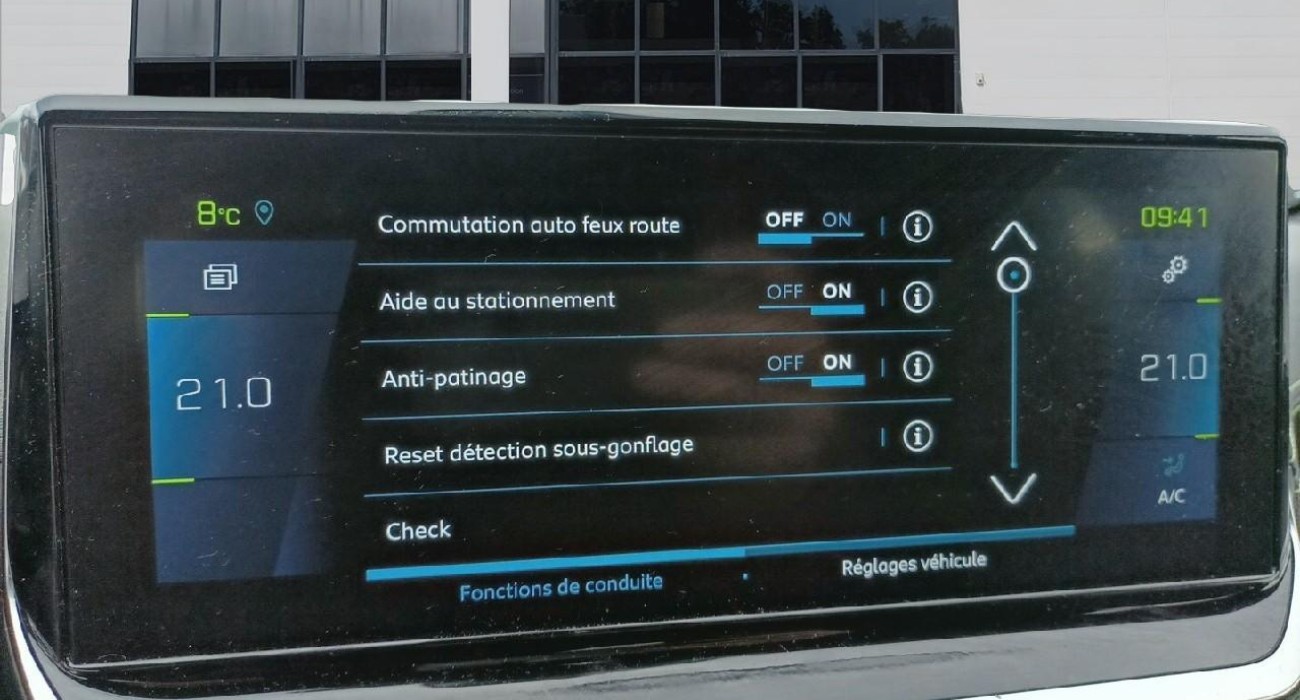 8°C
09:41
Commutation auto feux route OFF ON
Aide au stationnement OFF ON
21.0
Anti-patinage OFF ON
21.0
Reset détection sous-gonflage
A/C
Check
Fonctions de conduite
Réglages véhicule